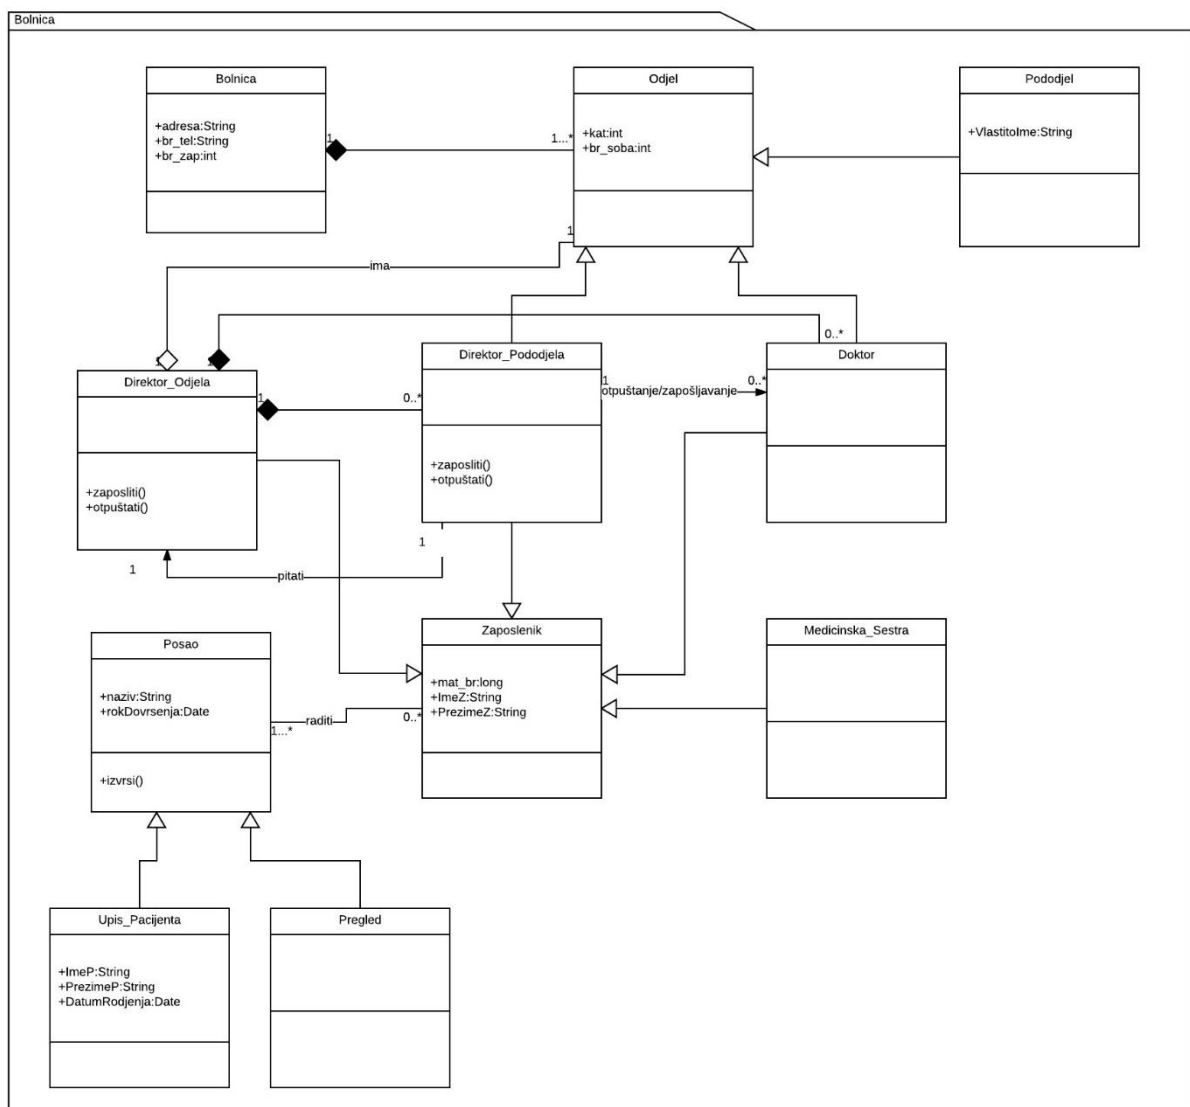 Bolnica
Bolnica
+adresa:String
+br_tel:String
+br_zap:int
1
1...*
Odjel
+kat:int
+br_soba:int
1
Pododjel
+VlastitoIme:String
ima
1
1
0..*
Direktor_Odjela
+zaposliti()
+otpuštati()
1
0..*
Direktor_Pododjela
+zaposliti()
+otpuštati()
1
0..*
otpuštanje/zapošljavanje
Doktor
1
1
pitati
Posao
+naziv:String
+rokDovrsenja:Date
+izvrsi()
raditi
1...*
0..*
Zaposlenik
+mat_br:long
+ImeZ:String
+PrezimeZ:String
Medicinska_Sestra
Upis_Pacijenta
+ImeP:String
+PrezimeP:String
+DatumRodjenja:Date
Pregled